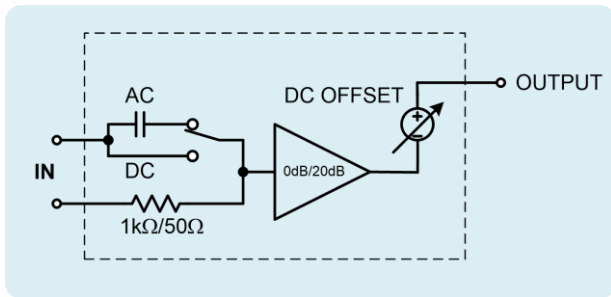 AC
DC OFFSET
OUTPUT
+
−
IN
DC
0dB/20dB
1kΩ/50Ω